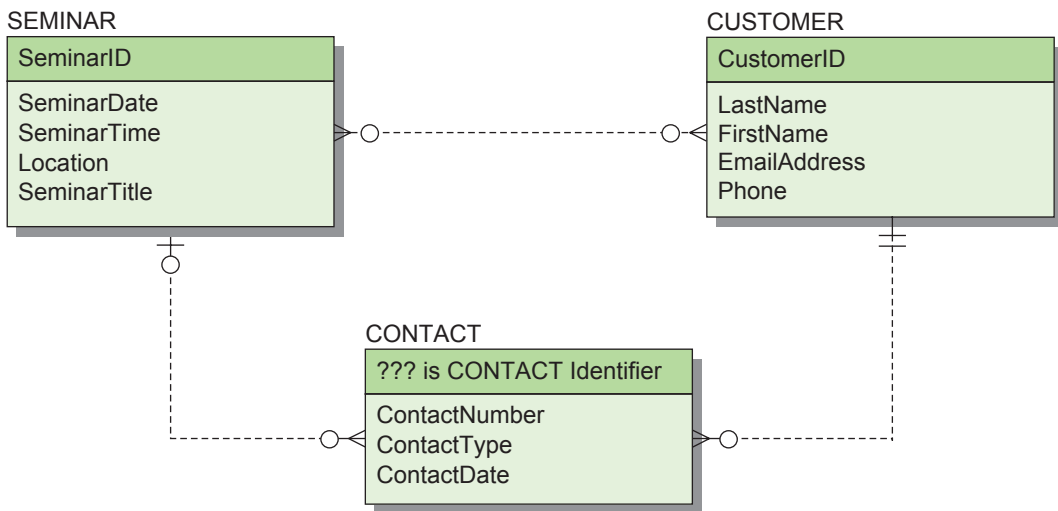 SEMINAR
SeminarID
SeminarDate
SeminarTime
Location
SeminarTitle
CUSTOMER
CustomerID
LastName
FirstName
EmailAddress
Phone
CONTACT
??? is CONTACT Identifier
ContactNumber
ContactType
ContactDate